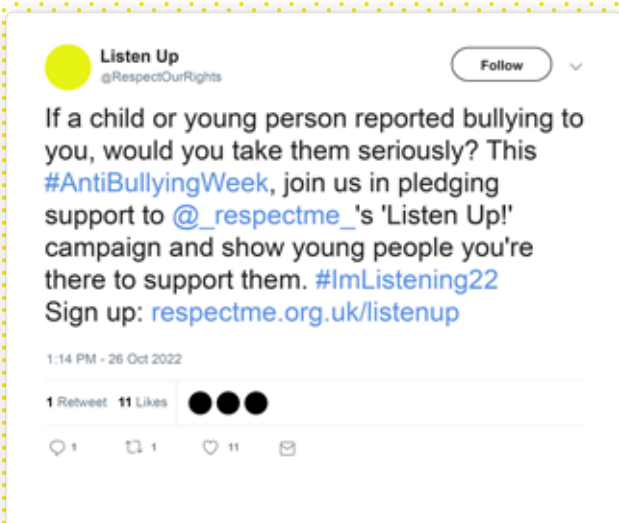 Listen Up
@RespectOurRights
Follow
If a child or young person reported bullying to
you, would you take them seriously? This
#AntiBullyingWeek, join us in pledging
support to @_respectme_'s 'Listen Up!'
campaign and show young people you're
there to support them. #ImListening22
Sign up: respectme.org.uk/listenup
1:14 PM - 26 Oct 2022
1 Retweet 11 Likes
1 1 11